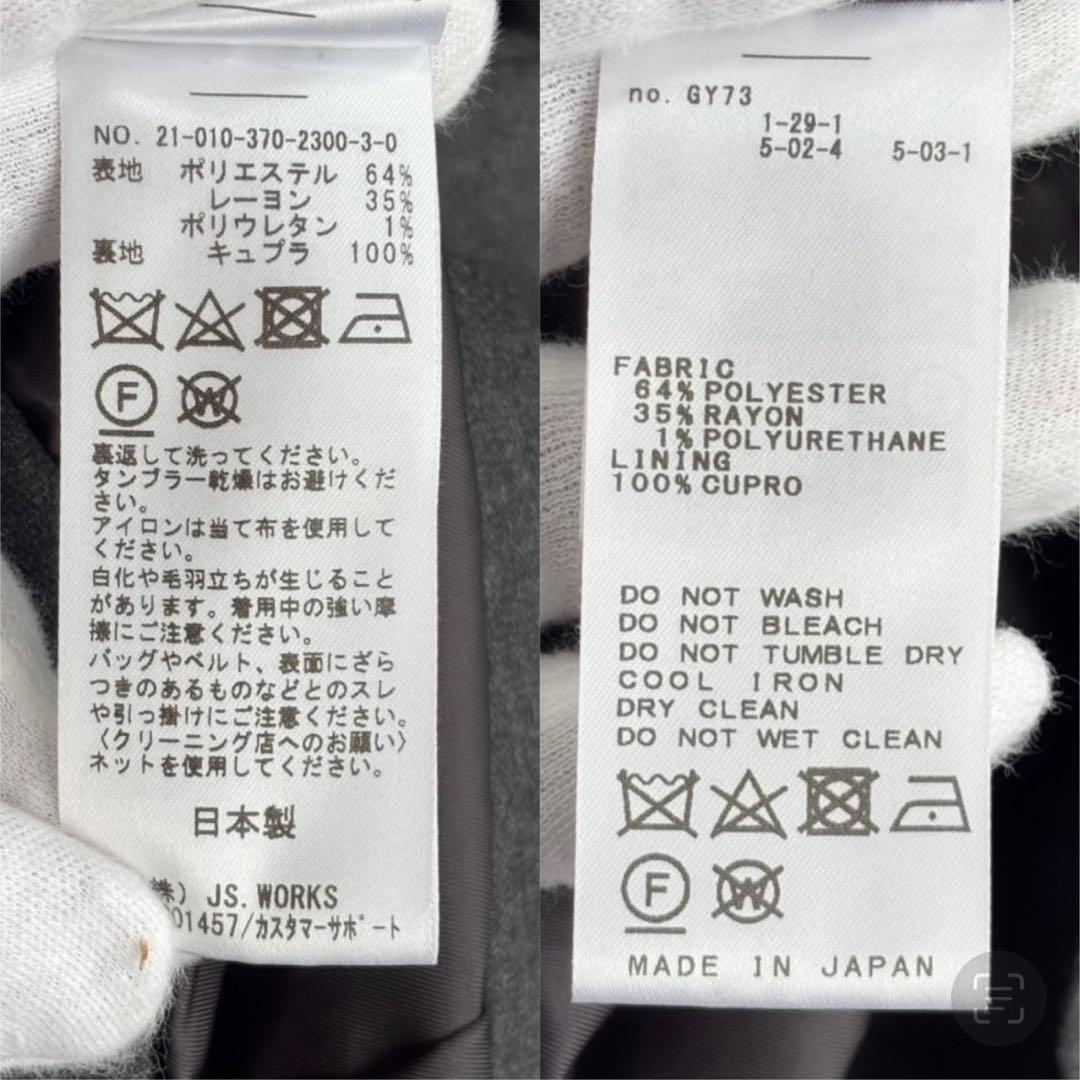 NO. 21-010-370-2300-3-0
表地 ポリエステル 64%
レーヨン 35%
ポリウレタン 1%
裏地 キュプラ 100%
F W
裏返して洗ってください。
タンブラー乾燥はお避けくだ
さい。
アイロンは当て布を使用して
ください。
白化や毛羽立ちが生じること
があります。着用中の強い摩
擦にご注意ください。
バッグやベルト、表面にざら
つきのあるものなどとのスレ
や引っ掛けにご注意ください。
〈クリーニング店へのお願い〉
ネットを使用してください。
日本製
株) JS.WORKS
01457/カスタマーサポート
no. GY73
1-29-1
5-02-4 5-03-1
FABRIC
64% POLYESTER
35% RAYON
1% POLYURETHANE
LINING
100% CUPRO
DO NOT WASH
DO NOT BLEACH
DO NOT TUMBLE DRY
COOL IRON
DRY CLEAN
DO NOT WET CLEAN
F W
MADE IN JAPAN